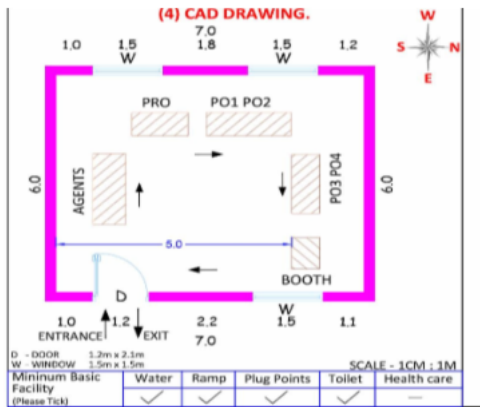 (4) CAD DRAWING.
W
S N
E
7.0
1.0 1.5 1.8 1.5 1.2
W W
PRO PO1 PO2
6.0
AGENTS
PO3 PO4
6.0
5.0
BOOTH
D
W
1.0 1.2 2.2 1.5 1.1
ENTRANCE EXIT
7.0
D - DOOR 1.2m x 2.1m
W - WINDOW 1.5m x 1.5m
SCALE - 1CM : 1M
Mininum Basic Facility (Please Tick)
Water Ramp Plug Points Toilet Health care